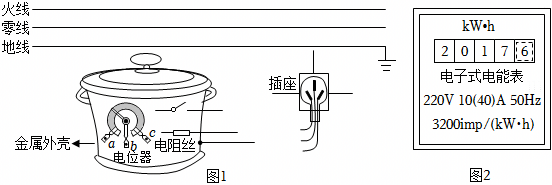 火线
零线
地线
插座
金属外壳
a
b
c
电位器
电阻丝
图1
kW•h
2 0 1 7 6
电子式电能表
220V 10(40)A 50Hz
3200imp/(kW•h)
图2